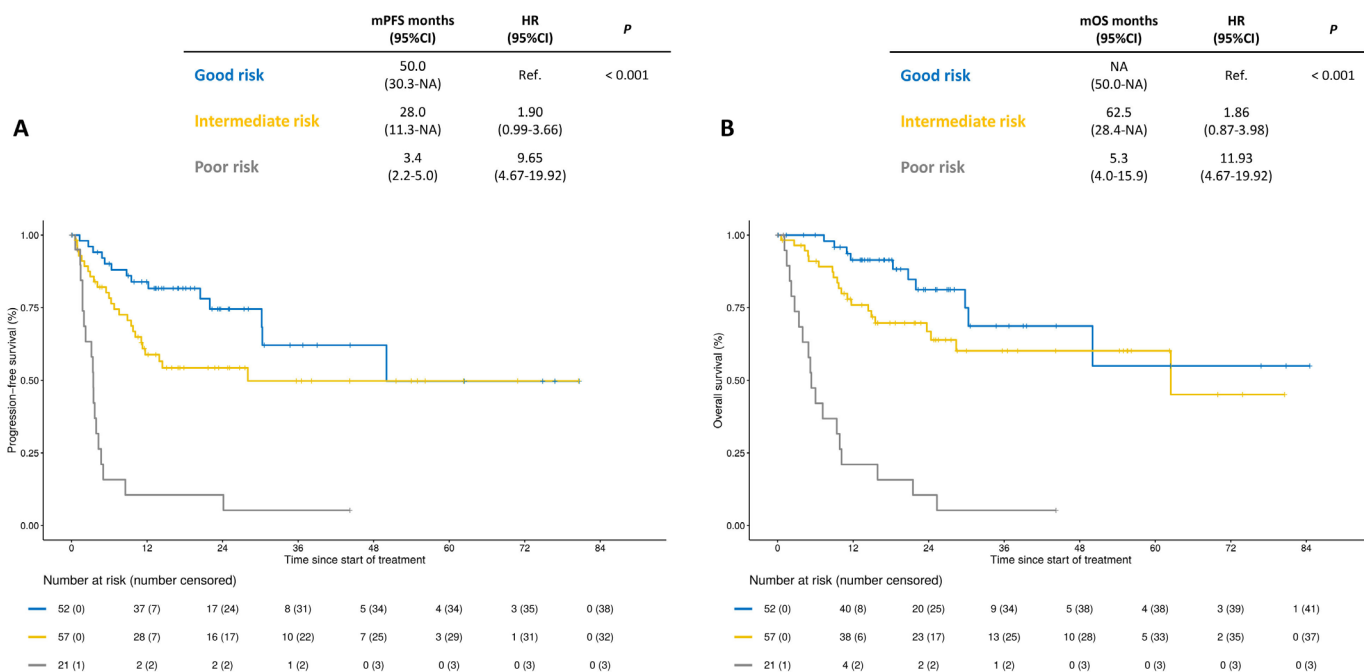 mPFS months HR P
(95%CI) (95%CI)
Good risk 50.0 Ref. < 0.001
(30.3-NA)
Intermediate risk 28.0 1.90
(11.3-NA) (0.99-3.66)
Poor risk 3.4 9.65
(2.2-5.0) (4.67-19.92)
A
Progression−free survival (%)
1.00
0.75
0.50
0.25
0.00
0 12 24 36 48 60 72 84
Time since start of treatment
Number at risk (number censored)
52 (0) 37 (7) 17 (24) 8 (31) 5 (34) 4 (34) 3 (35) 0 (38)
57 (0) 28 (7) 16 (17) 10 (22) 7 (25) 3 (29) 1 (31) 0 (32)
21 (1) 2 (2) 2 (2) 1 (2) 0 (3) 0 (3) 0 (3) 0 (3)
mOS months HR P
(95%CI) (95%CI)
Good risk NA Ref. < 0.001
(50.0-NA)
Intermediate risk 62.5 1.86
(28.4-NA) (0.87-3.98)
Poor risk 5.3 11.93
(4.0-15.9) (4.67-19.92)
B
Overall survival (%)
1.00
0.75
0.50
0.25
0.00
0 12 24 36 48 60 72 84
Time since start of treatment
Number at risk (number censored)
52 (0) 40 (8) 20 (25) 9 (34) 5 (38) 4 (38) 3 (39) 1 (41)
57 (0) 38 (6) 23 (17) 13 (25) 10 (28) 5 (33) 2 (35) 0 (37)
21 (1) 4 (2) 2 (2) 1 (2) 0 (3) 0 (3) 0 (3) 0 (3)